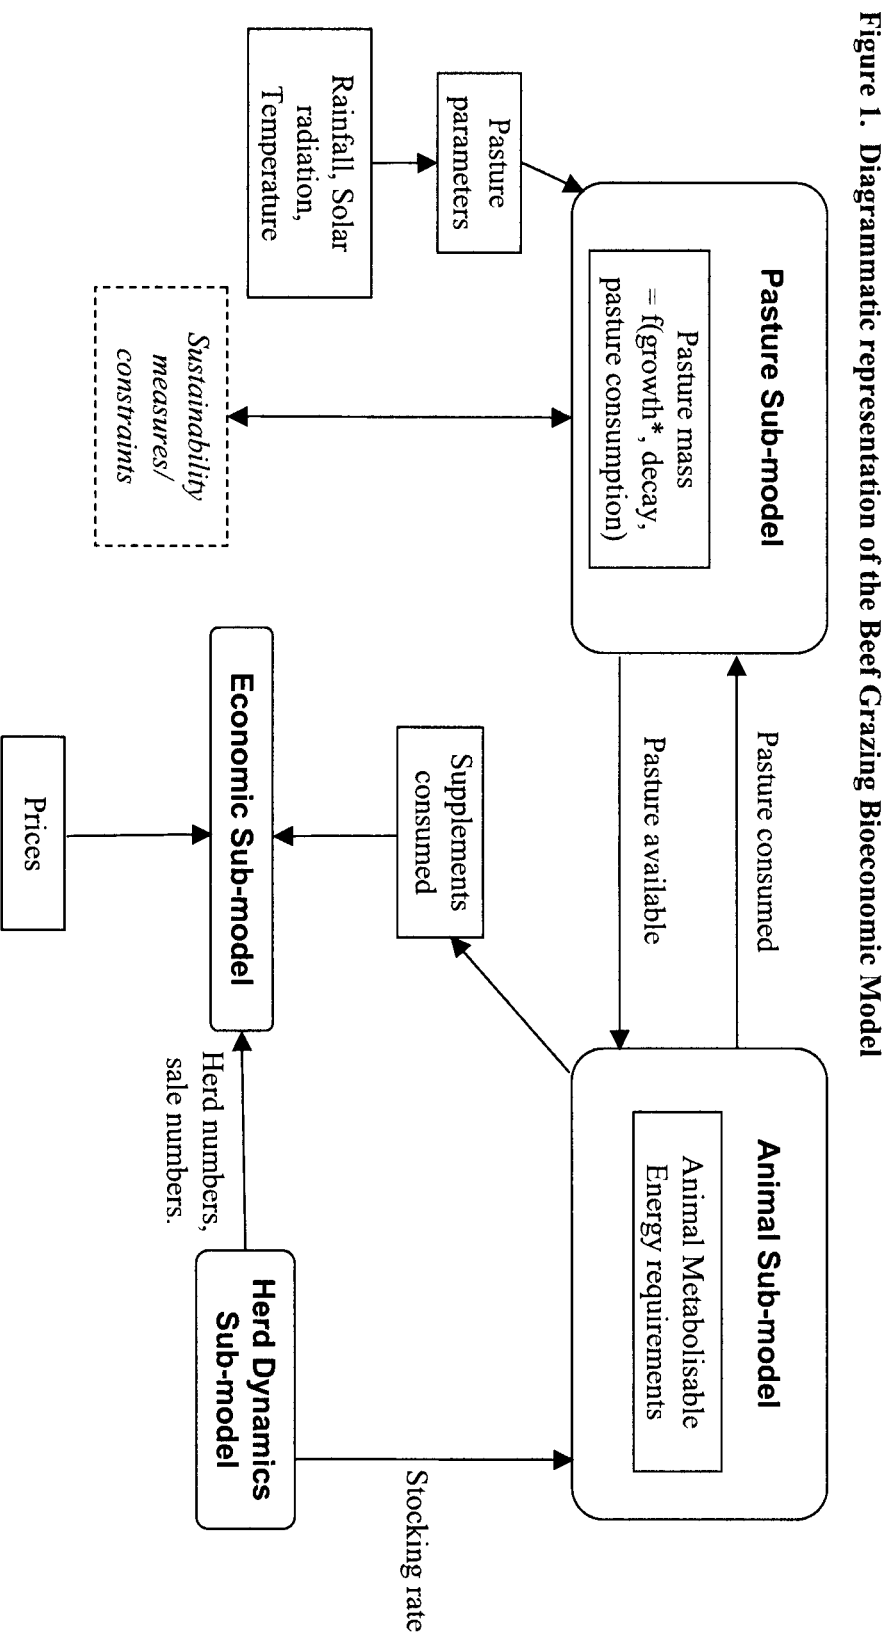 Figure 1.  Diagrammatic representation of the Beef Grazing Bioeconomic Model
Pasture Sub-model
Pasture mass
= f(growth*, decay,
pasture consumption)
Pasture consumed
Pasture available
Animal Sub-model
Animal Metabolisable
Energy requirements
Pasture
parameters
Rainfall, Solar
radiation,
Temperature
Sustainability
measures/
constraints
Supplements
consumed
Stocking rate
Economic Sub-model
Herd numbers,
sale numbers.
Herd Dynamics
Sub-model
Prices